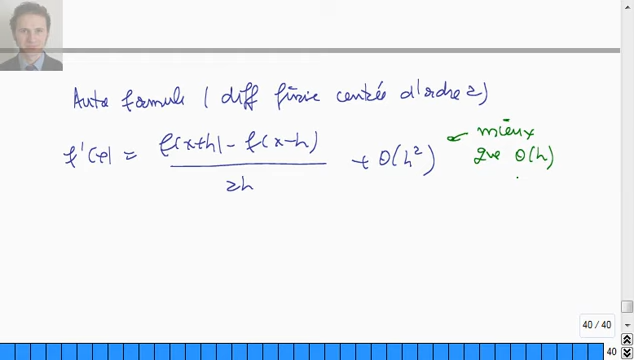 Autre formule ( diff finie centrée d'ordre 2)
f'(x) = f(x+h) - f(x-h) / 2h + O(h²)
← mieux
que O(h)
40 / 40
40